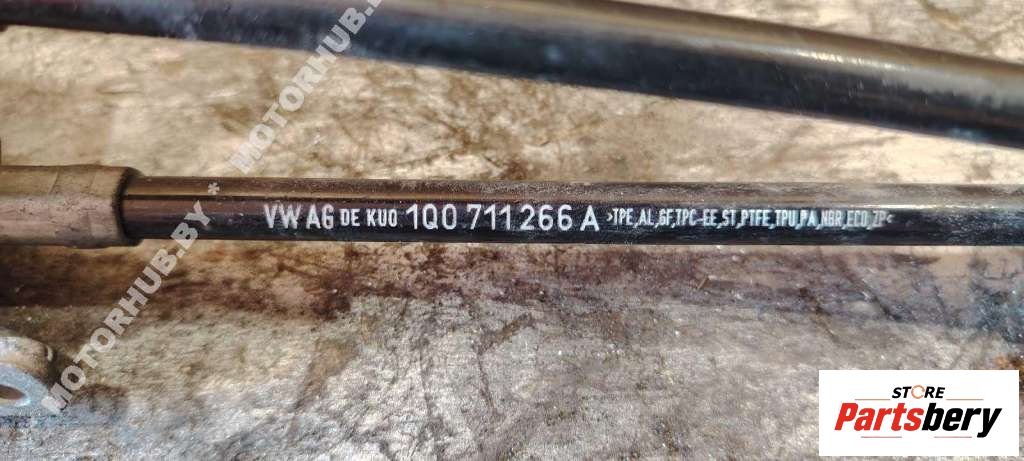 VW AG DE KUO 1Q0 711 266 A >TPE,AL,GF,TPC-EE,ST,PTFE,TPU,PA,NBR,ECO,ZP<
MOTORHUB.BY * MOTORHUB.BY
STORE
Partsbery